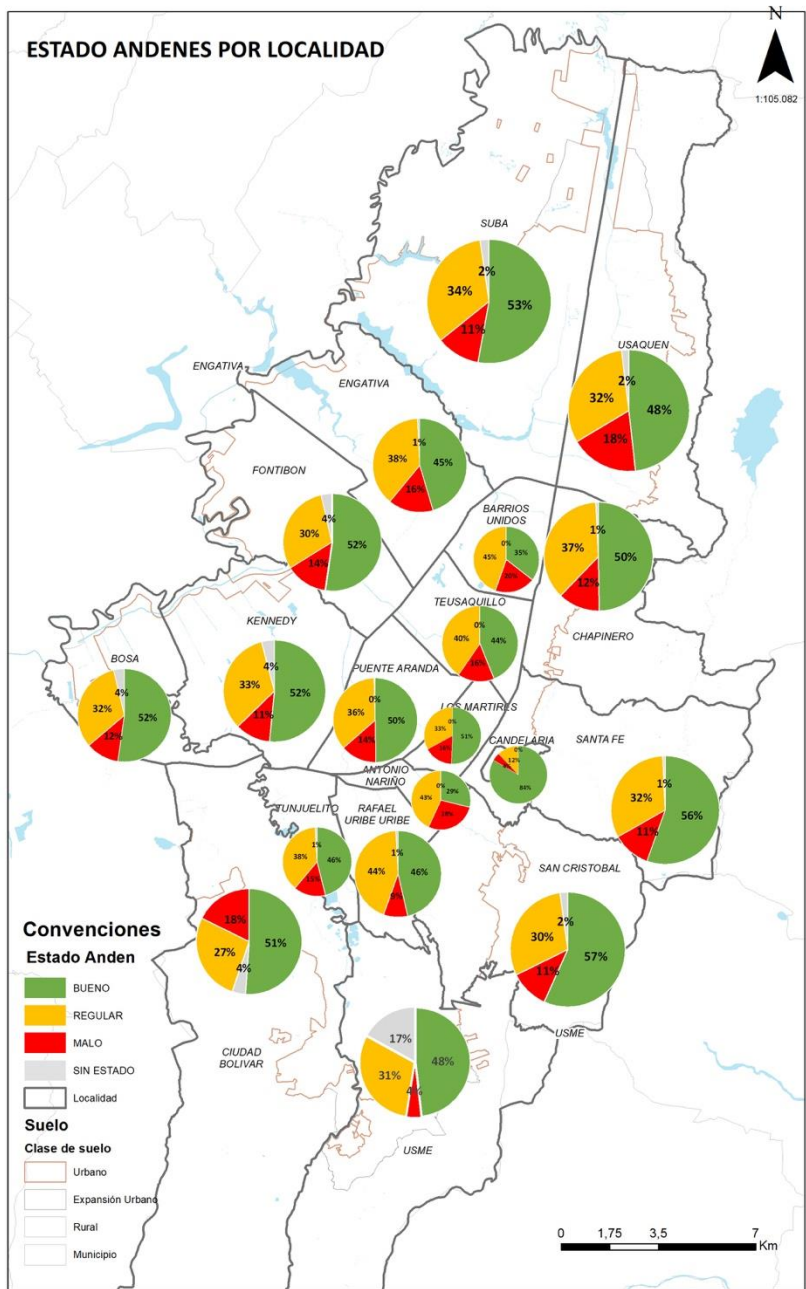 ESTADO ANDENES POR LOCALIDAD
N
1:105.082
SUBA
2%
34%
53%
11%
USAQUEN
2%
32%
48%
18%
ENGATIVA
ENGATIVA
1%
38%
45%
16%
FONTIBON
4%
30%
52%
14%
BARRIOS
UNIDOS
0%
45%
35%
20%
1%
37%
50%
12%
CHAPINERO
TEUSAQUILLO
0%
40%
44%
16%
KENNEDY
4%
33%
52%
11%
BOSA
4%
32%
52%
12%
PUENTE ARANDA
0%
36%
50%
14%
LOS MARTIRES
0%
33%
51%
16%
CANDELARIA
0%
12%
84%
SANTA FE
1%
32%
56%
11%
ANTONIO
NARIÑO
0%
43%
29%
TUNJUELITO
1%
38%
46%
15%
RAFAEL
URIBE URIBE
1%
44%
46%
9%
SAN CRISTOBAL
2%
30%
57%
11%
18%
51%
27%
4%
CIUDAD
BOLIVAR
USME
17%
48%
31%
4%
USME
Convenciones
Estado Anden
BUENO
REGULAR
MALO
SIN ESTADO
Localidad
Suelo
Clase de suelo
Urbano
Expansión Urbano
Rural
Municipio
0 1,75 3,5 7
Km